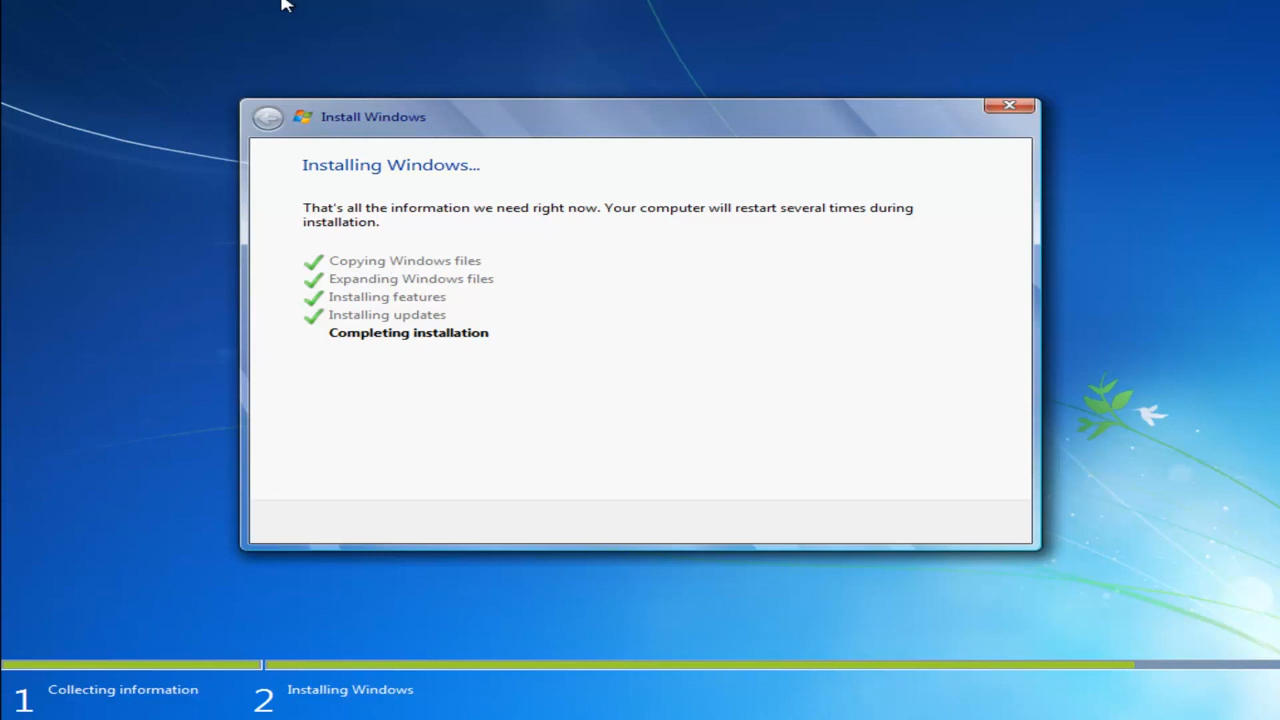 Install Windows
Installing Windows...
That's all the information we need right now. Your computer will restart several times during
installation.
Copying Windows files
Expanding Windows files
Installing features
Installing updates
Completing installation
1 Collecting information
2 Installing Windows